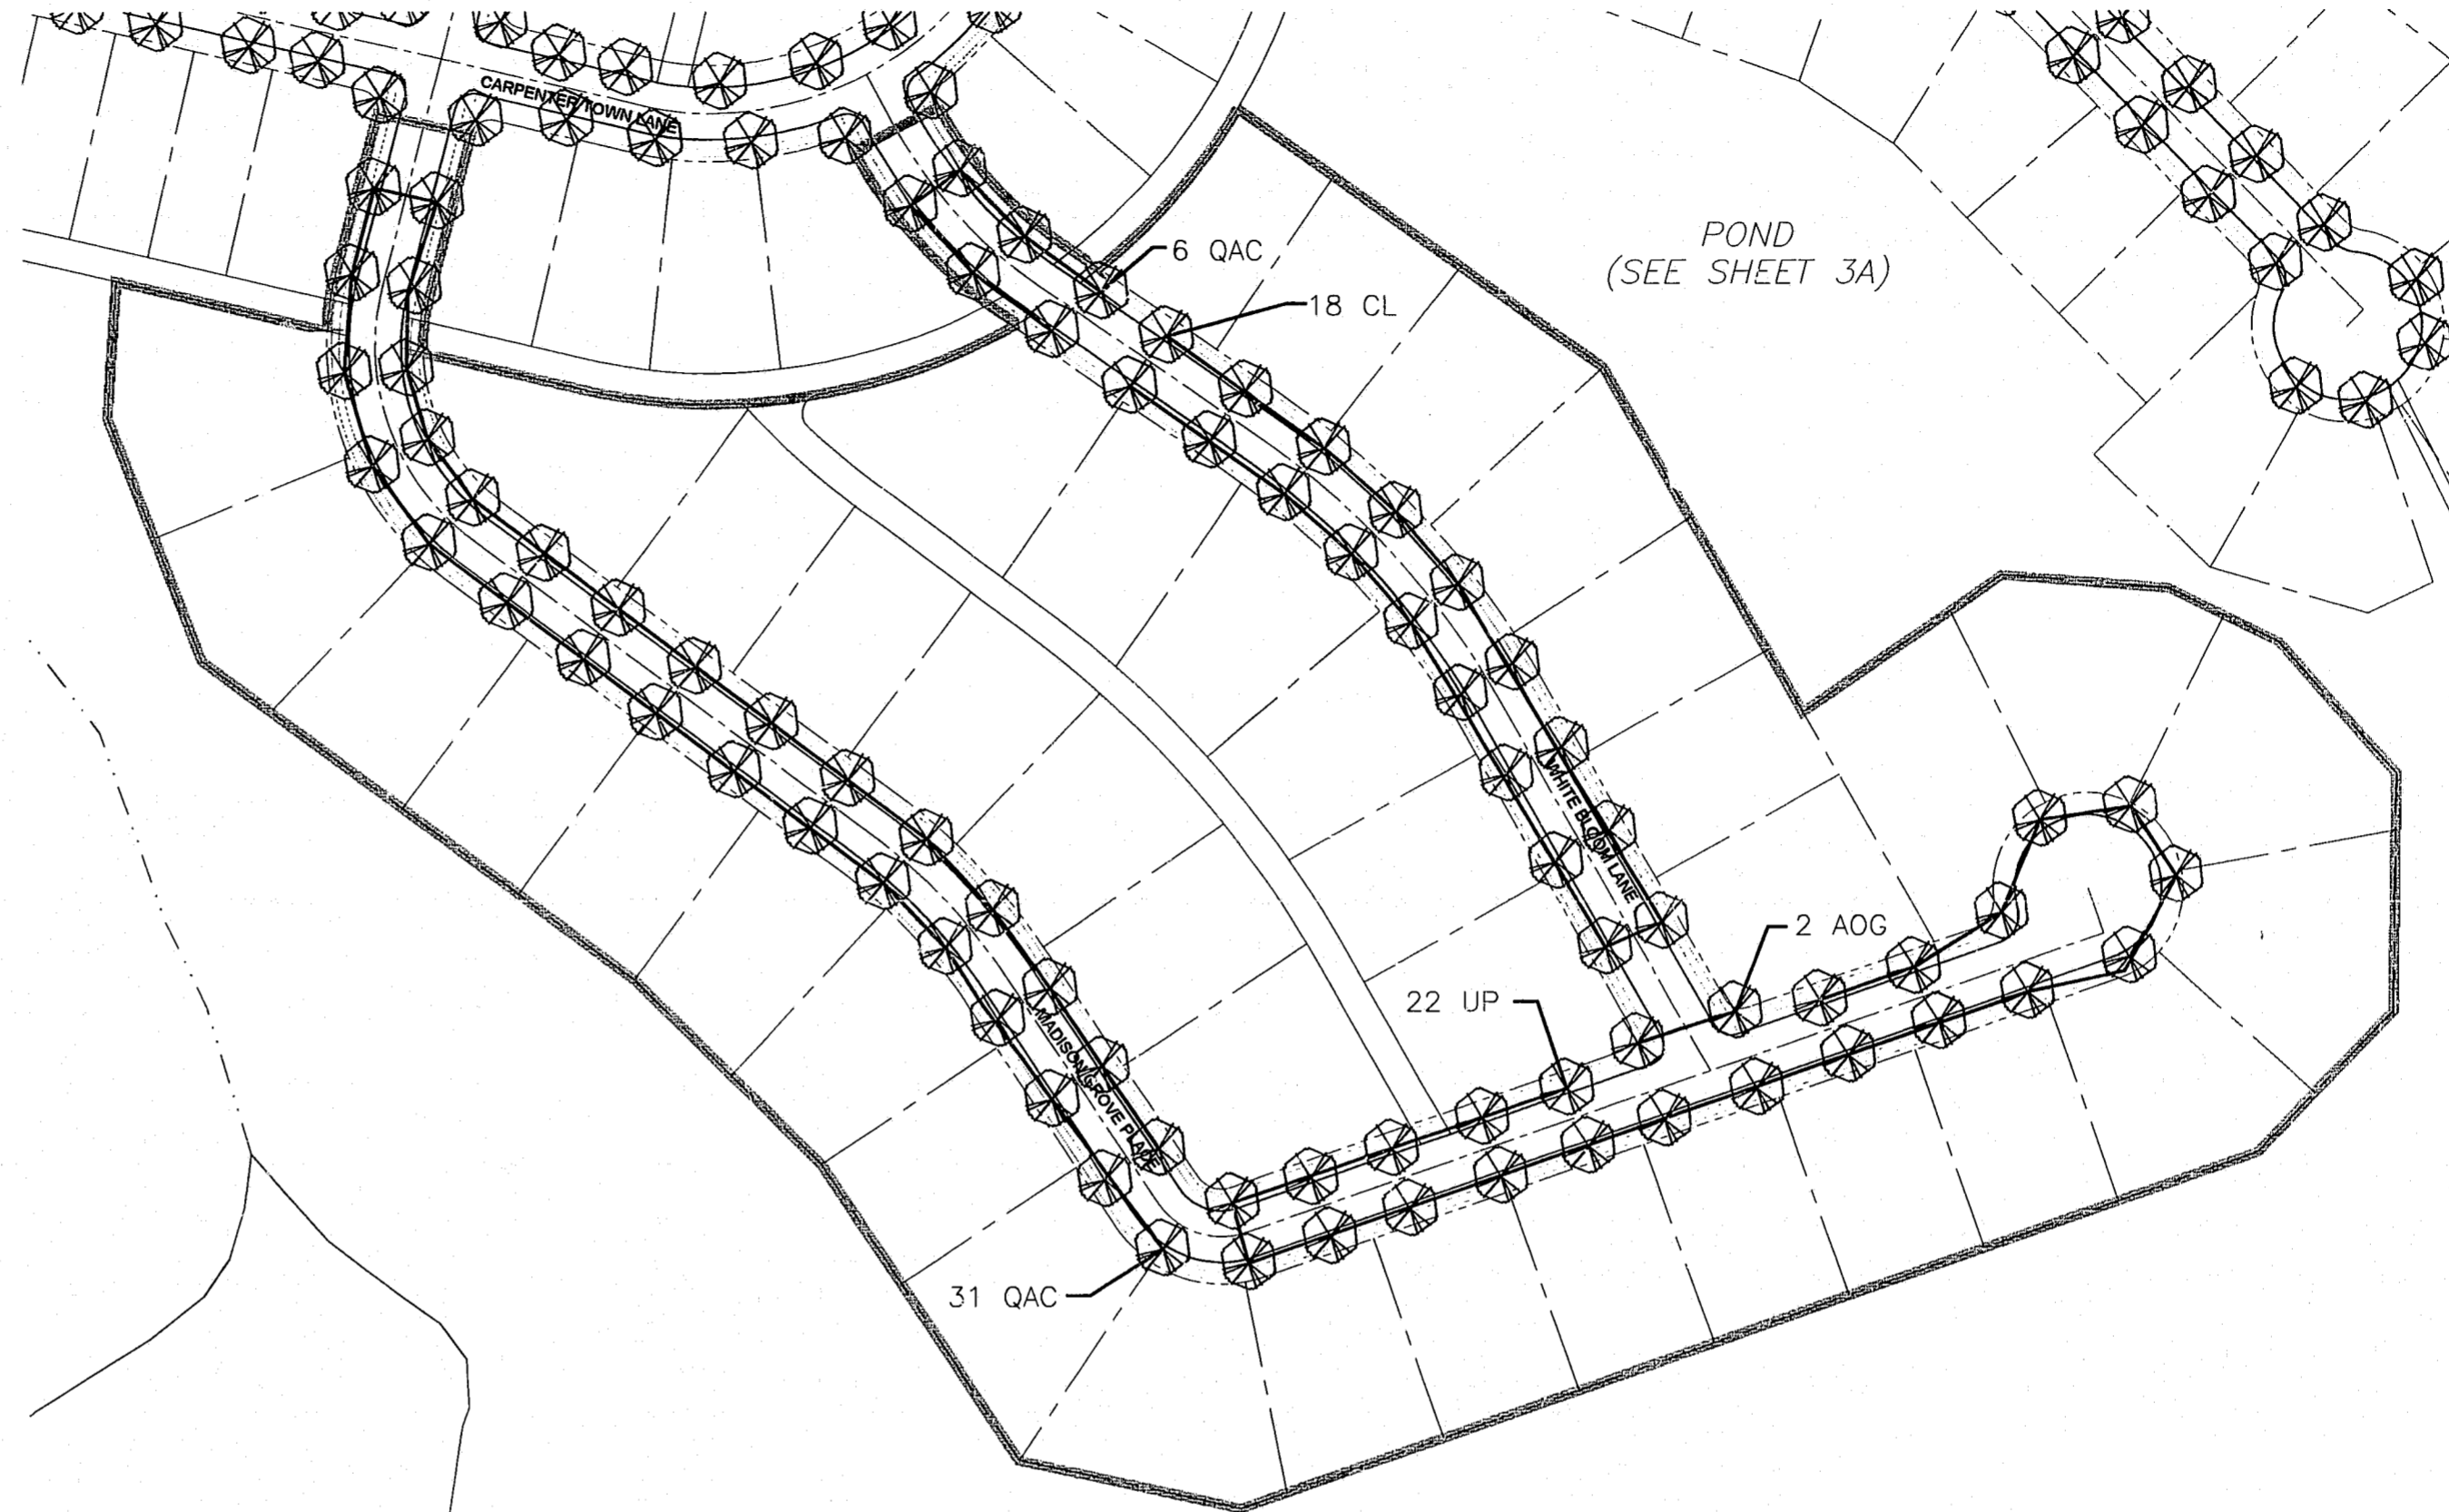 CARPENTER TOWN LANE
6 QAC
POND
(SEE SHEET 3A)
18 CL
WHITE BLOOM LANE
2 AOG
22 UP
MADISON GROVE PLACE
31 QAC